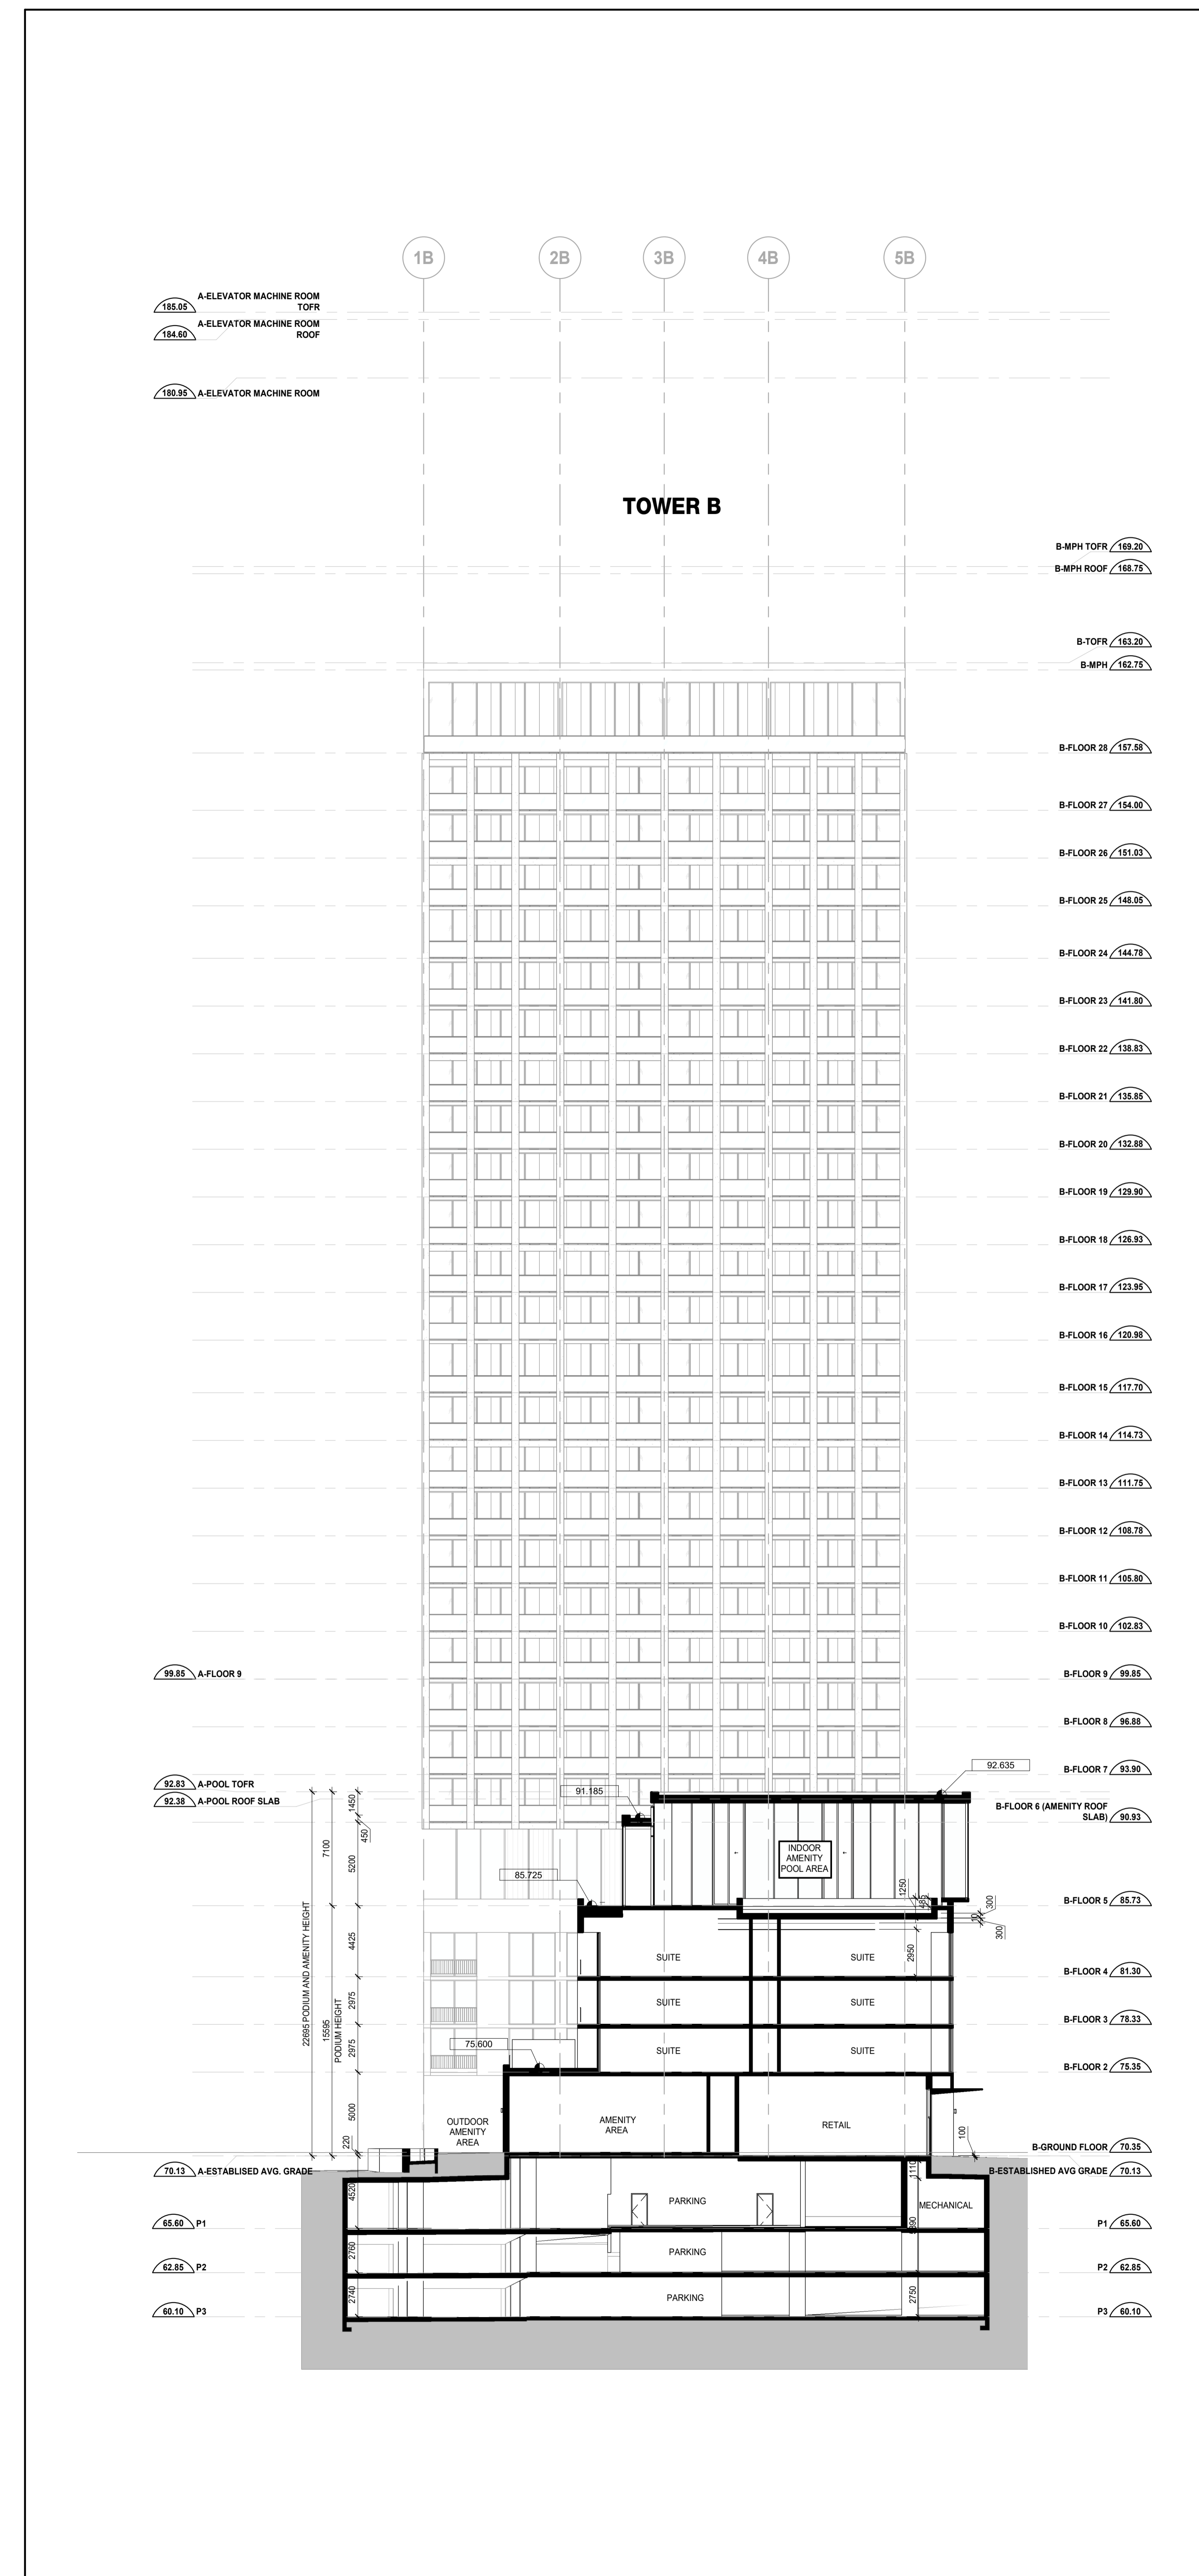 1B
2B
3B
4B
5B
185.05
A-ELEVATOR MACHINE ROOM
TOFR
184.60
A-ELEVATOR MACHINE ROOM
ROOF
180.95 A-ELEVATOR MACHINE ROOM
TOWER B
B-MPH TOFR 169.20
B-MPH ROOF 168.75
B-TOFR 163.20
B-MPH 162.75
B-FLOOR 28 157.58
B-FLOOR 27 154.00
B-FLOOR 26 151.03
B-FLOOR 25 148.05
B-FLOOR 24 144.78
B-FLOOR 23 141.80
B-FLOOR 22 138.83
B-FLOOR 21 135.85
B-FLOOR 20 132.88
B-FLOOR 19 129.90
B-FLOOR 18 126.93
B-FLOOR 17 123.95
B-FLOOR 16 120.98
B-FLOOR 15 117.70
B-FLOOR 14 114.73
B-FLOOR 13 111.75
B-FLOOR 12 108.78
B-FLOOR 11 105.80
B-FLOOR 10 102.83
99.85 A-FLOOR 9
B-FLOOR 9 99.85
B-FLOOR 8 96.88
B-FLOOR 7 93.90
92.83 A-POOL TOFR
92.38 A-POOL ROOF SLAB
92.635
91.185
B-FLOOR 6 (AMENITY ROOF
SLAB) 90.93
1450
450
7100
5200
INDOOR
AMENITY
POOL AREA
85.725
1250
485
300
10
300
B-FLOOR 5 85.73
22695 PODIUM AND AMENITY HEIGHT
15595
PODIUM HEIGHT
4425
2950
SUITE
SUITE
B-FLOOR 4 81.30
2975
SUITE
SUITE
B-FLOOR 3 78.33
2975
75.600
SUITE
SUITE
B-FLOOR 2 75.35
5000
OUTDOOR
AMENITY
AREA
AMENITY
AREA
RETAIL
220
100
B-GROUND FLOOR 70.35
70.13 A-ESTABLISED AVG. GRADE
B-ESTABLISHED AVG GRADE 70.13
4520
1110
PARKING
MECHANICAL
65.60 P1
P1 65.60
2760
PARKING
62.85 P2
P2 62.85
2740
PARKING
2750
60.10 P3
P3 60.10